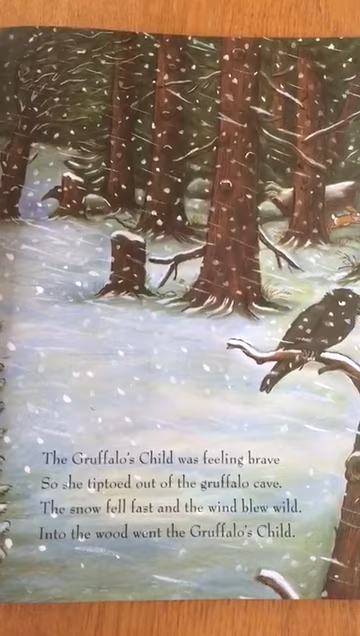 The Gruffalo's Child was feeling brave
So she tiptoed out of the gruffalo cave.
The snow fell fast and the wind blew wild.
Into the wood went the Gruffalo's Child.